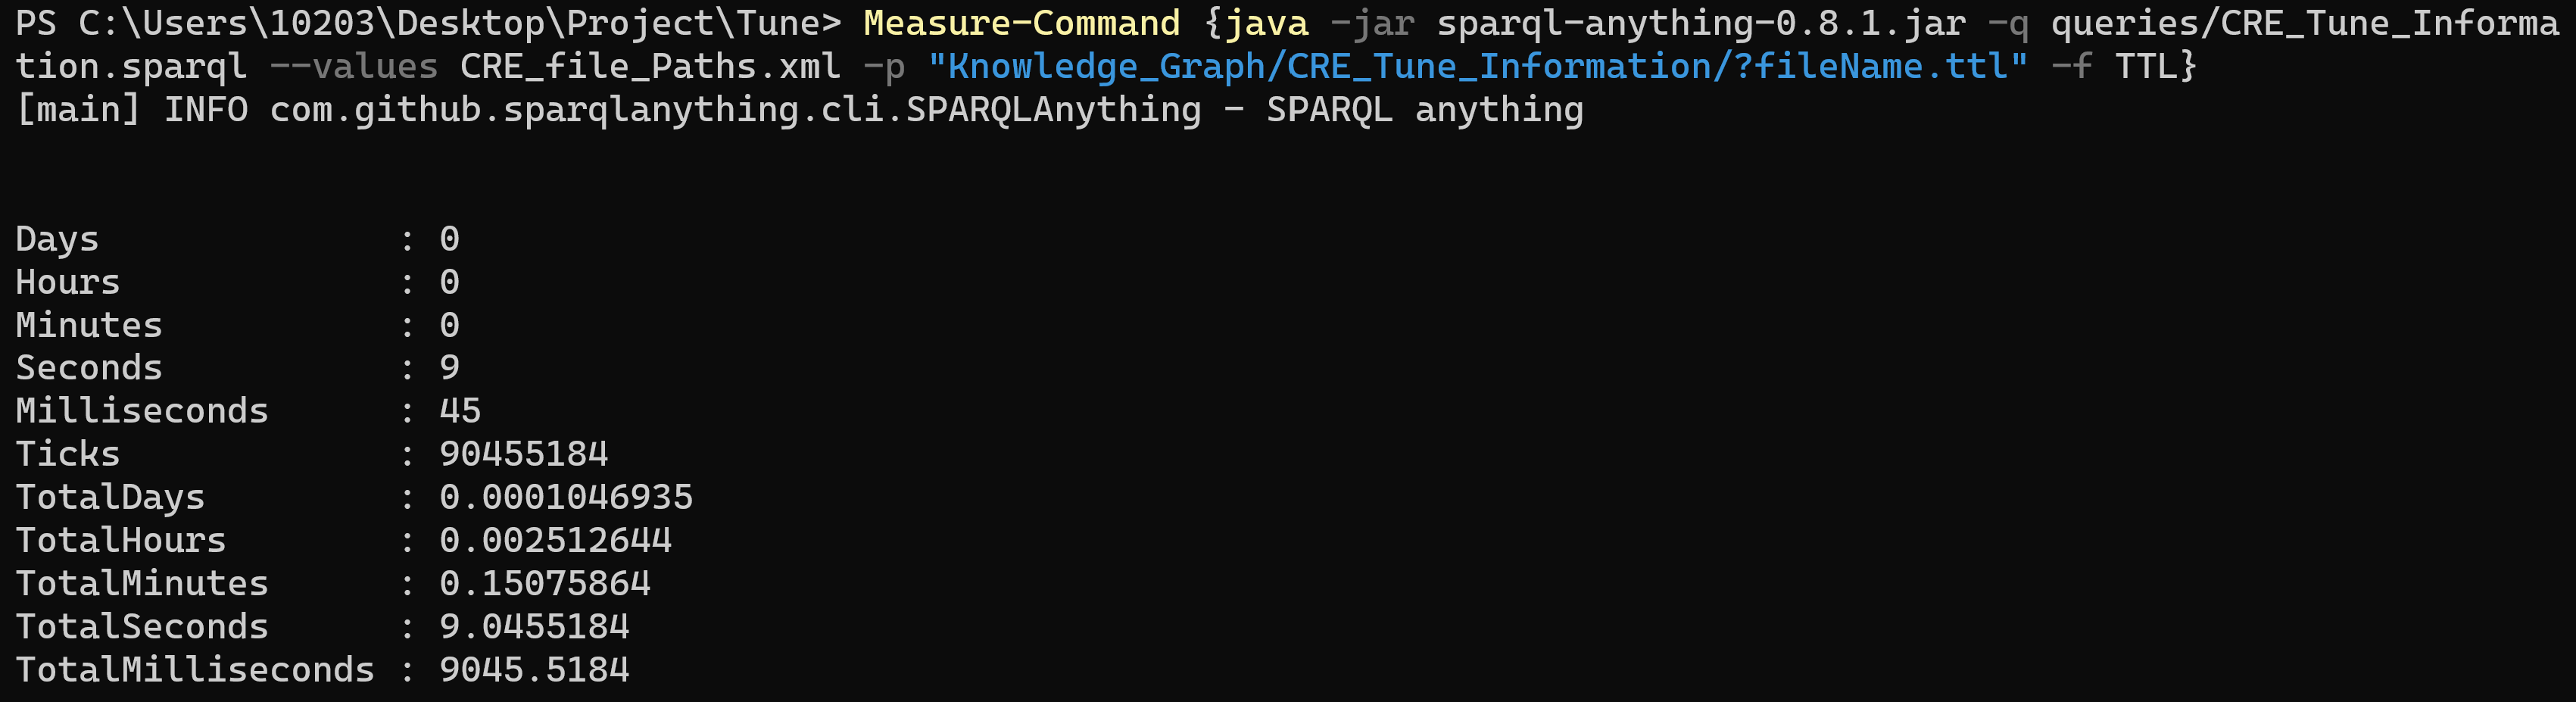 PS C:\Users\10203\Desktop\Project\Tune> Measure-Command {java -jar sparql-anything-0.8.1.jar -q queries/CRE_Tune_Informa
tion.sparql --values CRE_file_Paths.xml -p "Knowledge_Graph/CRE_Tune_Information/?fileName.ttl" -f TTL}
[main] INFO com.github.sparqlanything.cli.SPARQLAnything - SPARQL anything
Days              : 0
Hours             : 0
Minutes           : 0
Seconds           : 9
Milliseconds      : 45
Ticks             : 90455184
TotalDays         : 0.0001046935
TotalHours        : 0.002512644
TotalMinutes      : 0.15075864
TotalSeconds      : 9.0455184
TotalMilliseconds : 9045.5184